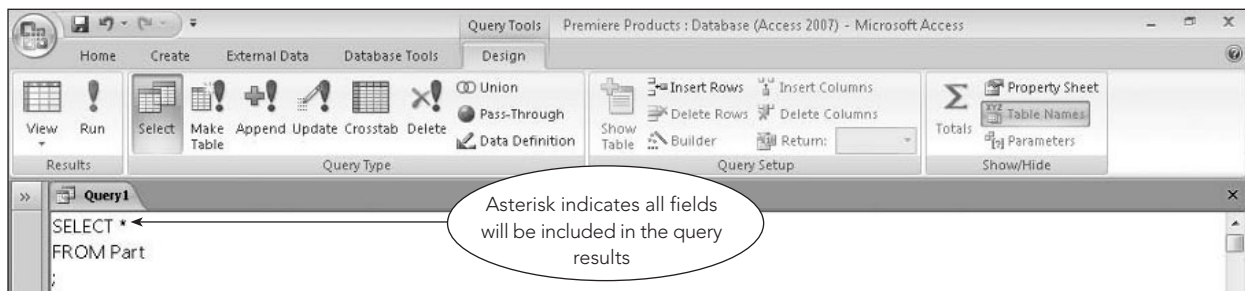 Query Tools Premiere Products : Database (Access 2007) - Microsoft Access
Home Create External Data Database Tools Design
View Run Select Make Table Append Update Crosstab Delete
Union
Pass-Through
Data Definition
Show Table
Insert Rows Insert Columns
Delete Rows Delete Columns
Builder Return:
Totals
Property Sheet
XYZ Table Names
[?] Parameters
Results Query Type Query Setup Show/Hide
» Query1
SELECT *
FROM Part
;
Asterisk indicates all fields
will be included in the query
results